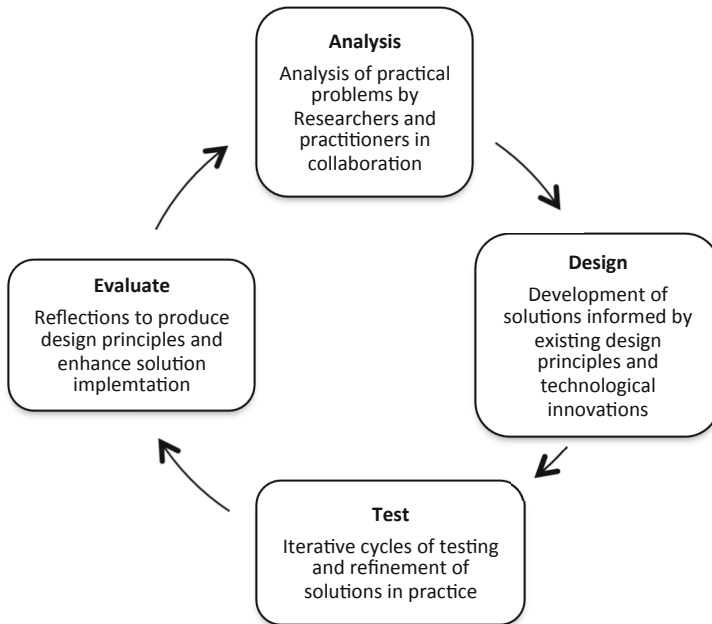 Analysis
Analysis of practical
problems by
Researchers and
practitioners in
collaboration
Design
Development of
solutions informed by
existing design
principles and
technological
innovations
Test
Iterative cycles of testing
and refinement of
solutions in practice
Evaluate
Reflections to produce
design principles and
enhance solution
implemtation